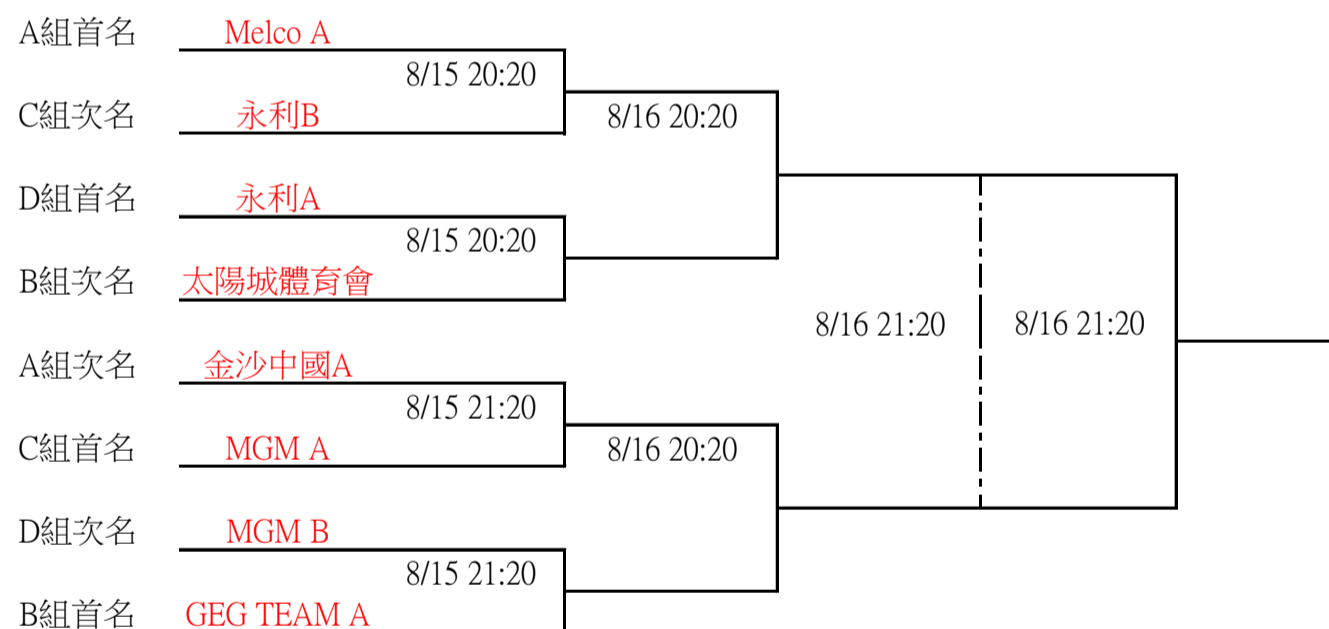 A組首名 Melco A
8/15 20:20
C組次名 永利B
8/16 20:20
D組首名 永利A
8/15 20:20
B組次名 太陽城體育會
8/16 21:20
8/16 21:20
A組次名 金沙中國A
8/15 21:20
C組首名 MGM A
8/16 20:20
D組次名 MGM B
8/15 21:20
B組首名 GEG TEAM A